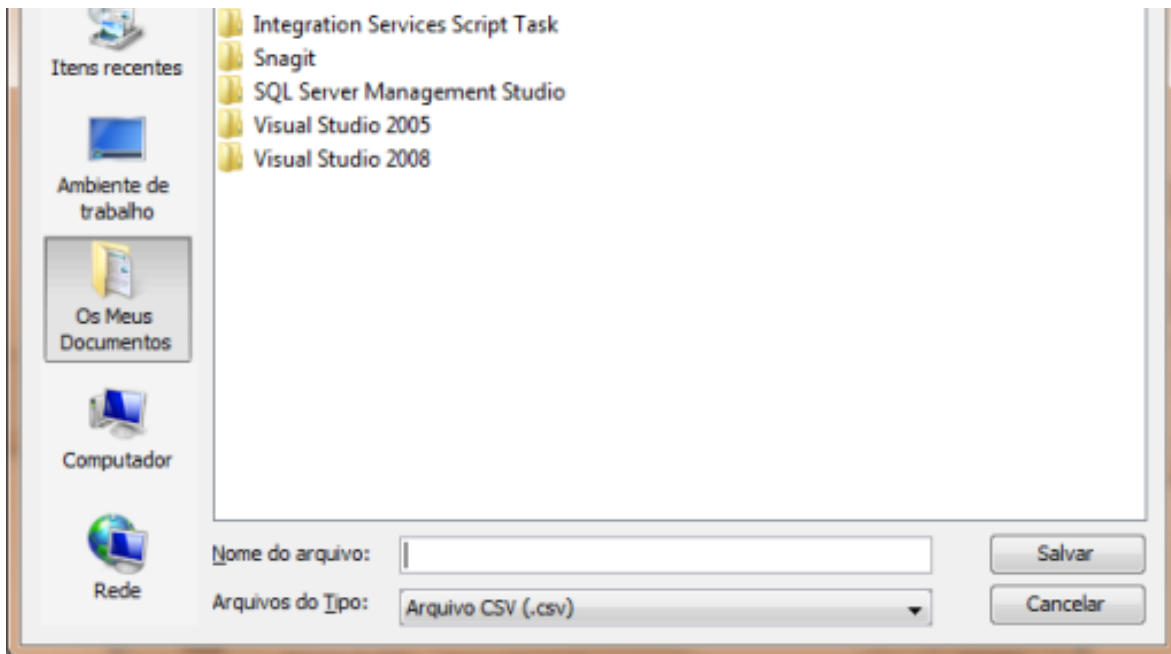 Integration Services Script Task
Snagit
SQL Server Management Studio
Visual Studio 2005
Visual Studio 2008
Itens recentes
Ambiente de
trabalho
Os Meus
Documentos
Computador
Rede
Nome do arquivo:
Salvar
Arquivos do Tipo:
Arquivo CSV (.csv)
Cancelar